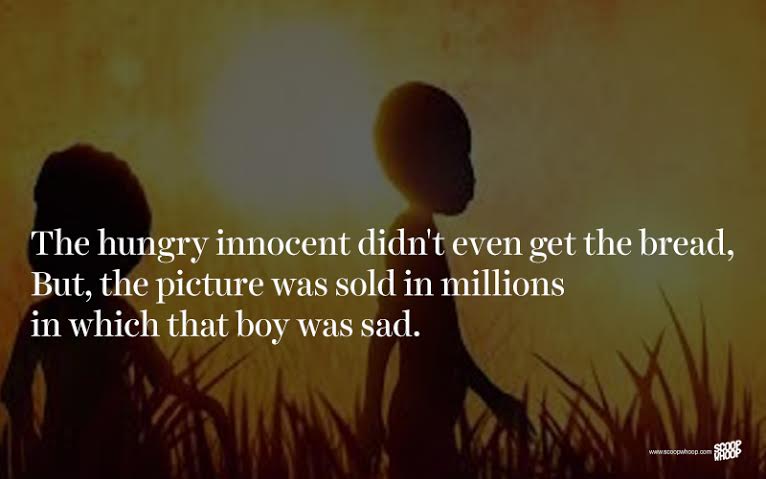 The hungry innocent didn't even get the bread,
But, the picture was sold in millions
in which that boy was sad.
www.scoopwhoop.com SCOOP
WHOOP